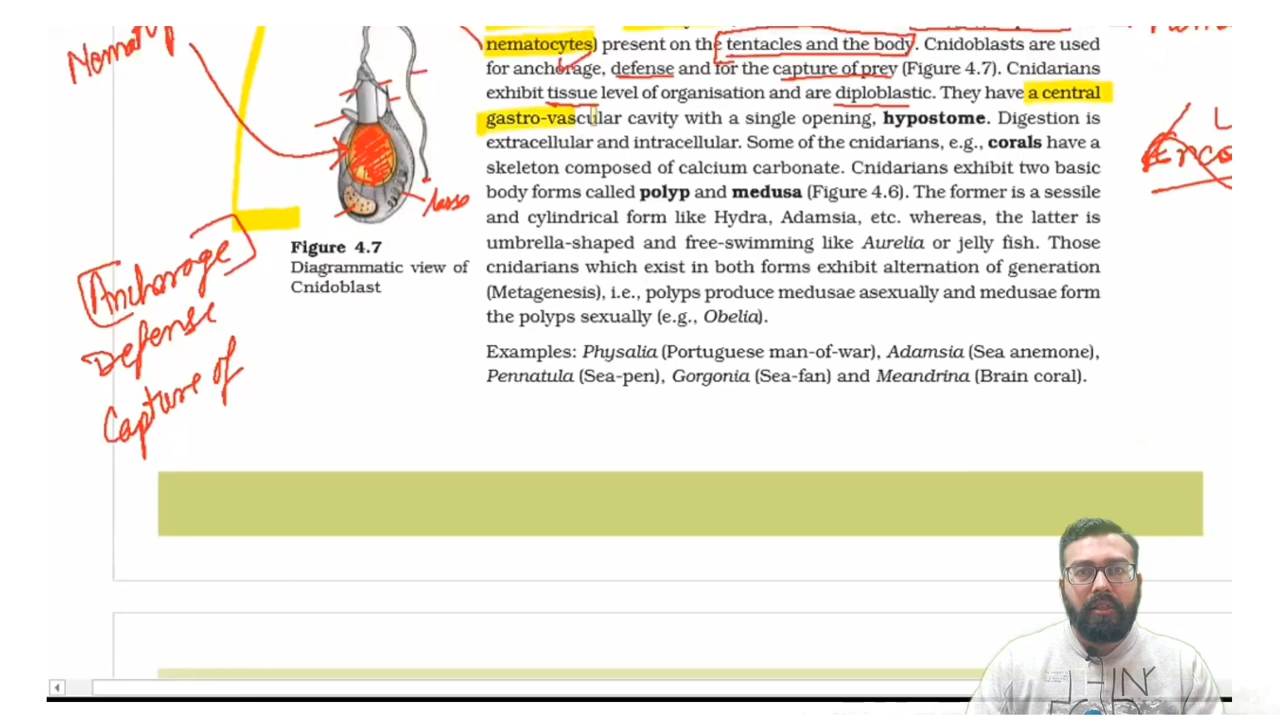 nematocytes) present on the tentacles and the body. Cnidoblasts are used
for anchorage, defense and for the capture of prey (Figure 4.7). Cnidarians
exhibit tissue level of organisation and are diploblastic. They have a central
gastro-vascular cavity with a single opening, hypostome. Digestion is
extracellular and intracellular. Some of the cnidarians, e.g., corals have a
skeleton composed of calcium carbonate. Cnidarians exhibit two basic
body forms called polyp and medusa (Figure 4.6). The former is a sessile
and cylindrical form like Hydra, Adamsia, etc. whereas, the latter is
umbrella-shaped and free-swimming like Aurelia or jelly fish. Those
cnidarians which exist in both forms exhibit alternation of generation
(Metagenesis), i.e., polyps produce medusae asexually and medusae form
the polyps sexually (e.g., Obelia).
Examples: Physalia (Portuguese man-of-war), Adamsia (Sea anemone),
Pennatula (Sea-pen), Gorgonia (Sea-fan) and Meandrina (Brain coral).
lasso
Figure 4.7
Diagrammatic view of
Cnidoblast
Anchorage
Defense
Capture of
THIN